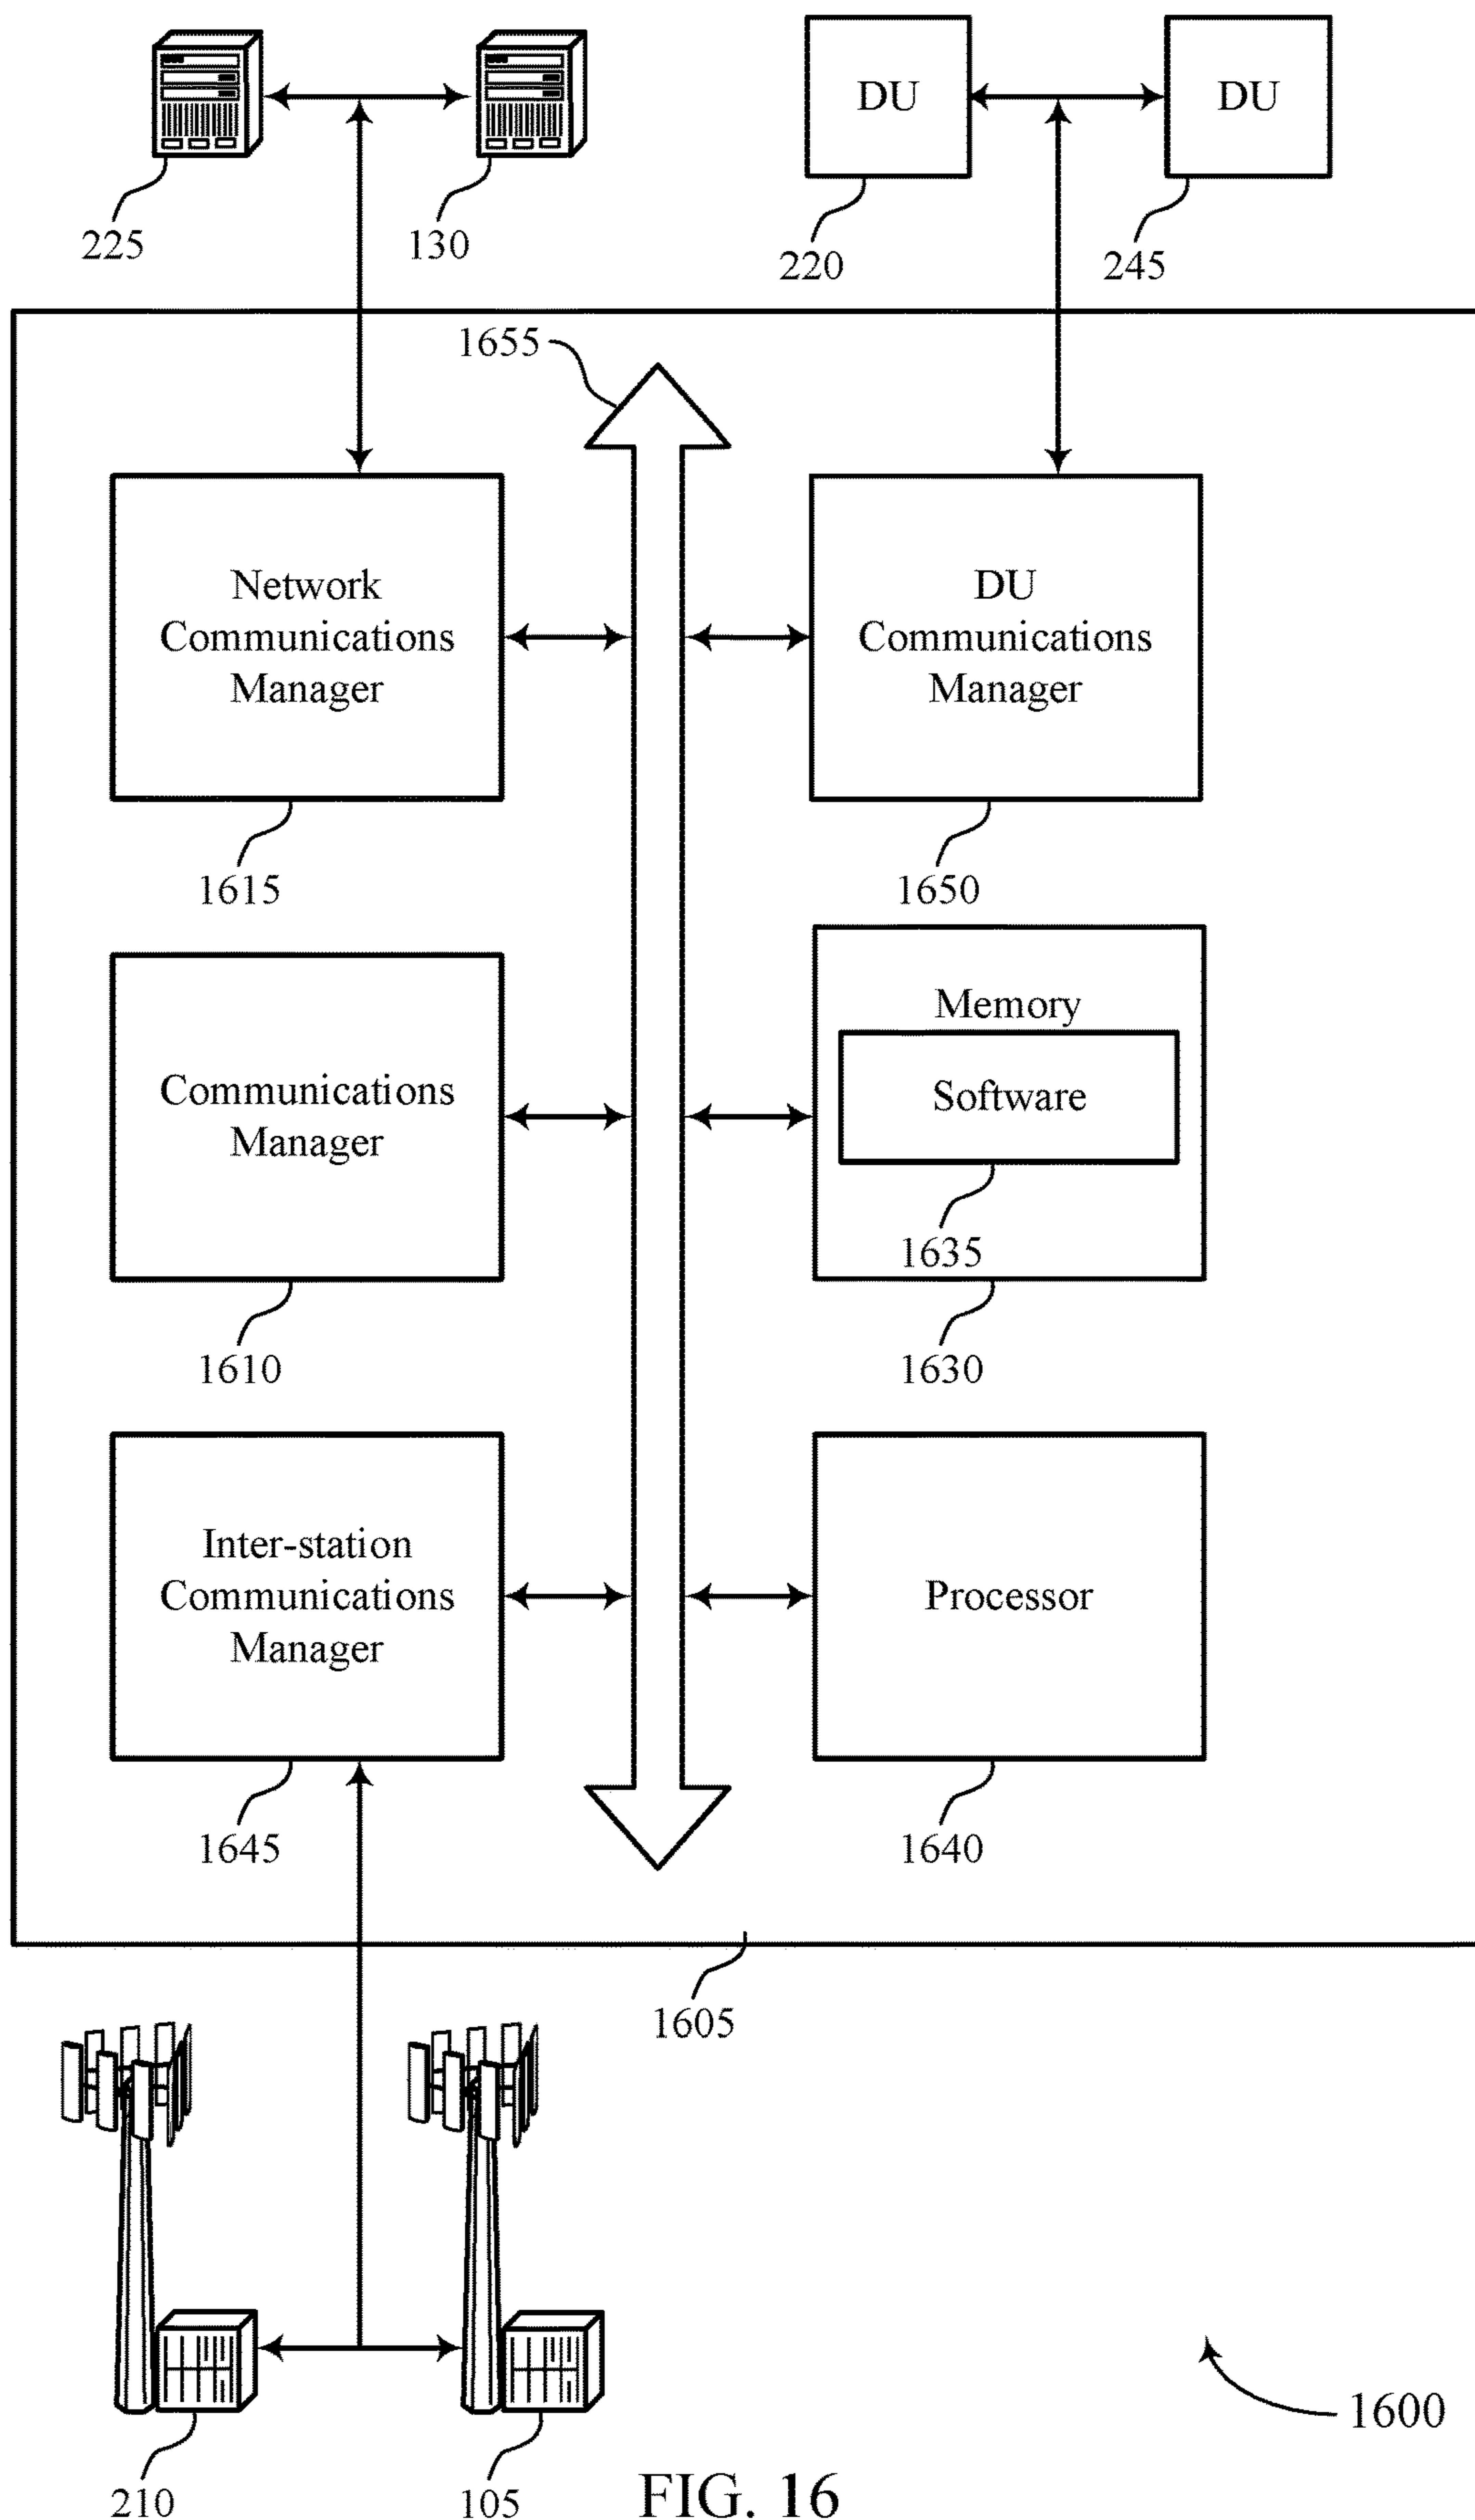 DU
DU
225
130
220
245
1655
Network
Communications
Manager
DU
Communications
Manager
1615
1650
Memory
Software
Communications
Manager
1635
1610
1630
Inter-station
Communications
Manager
Processor
1645
1640
1605
1600
210
105
FIG. 16